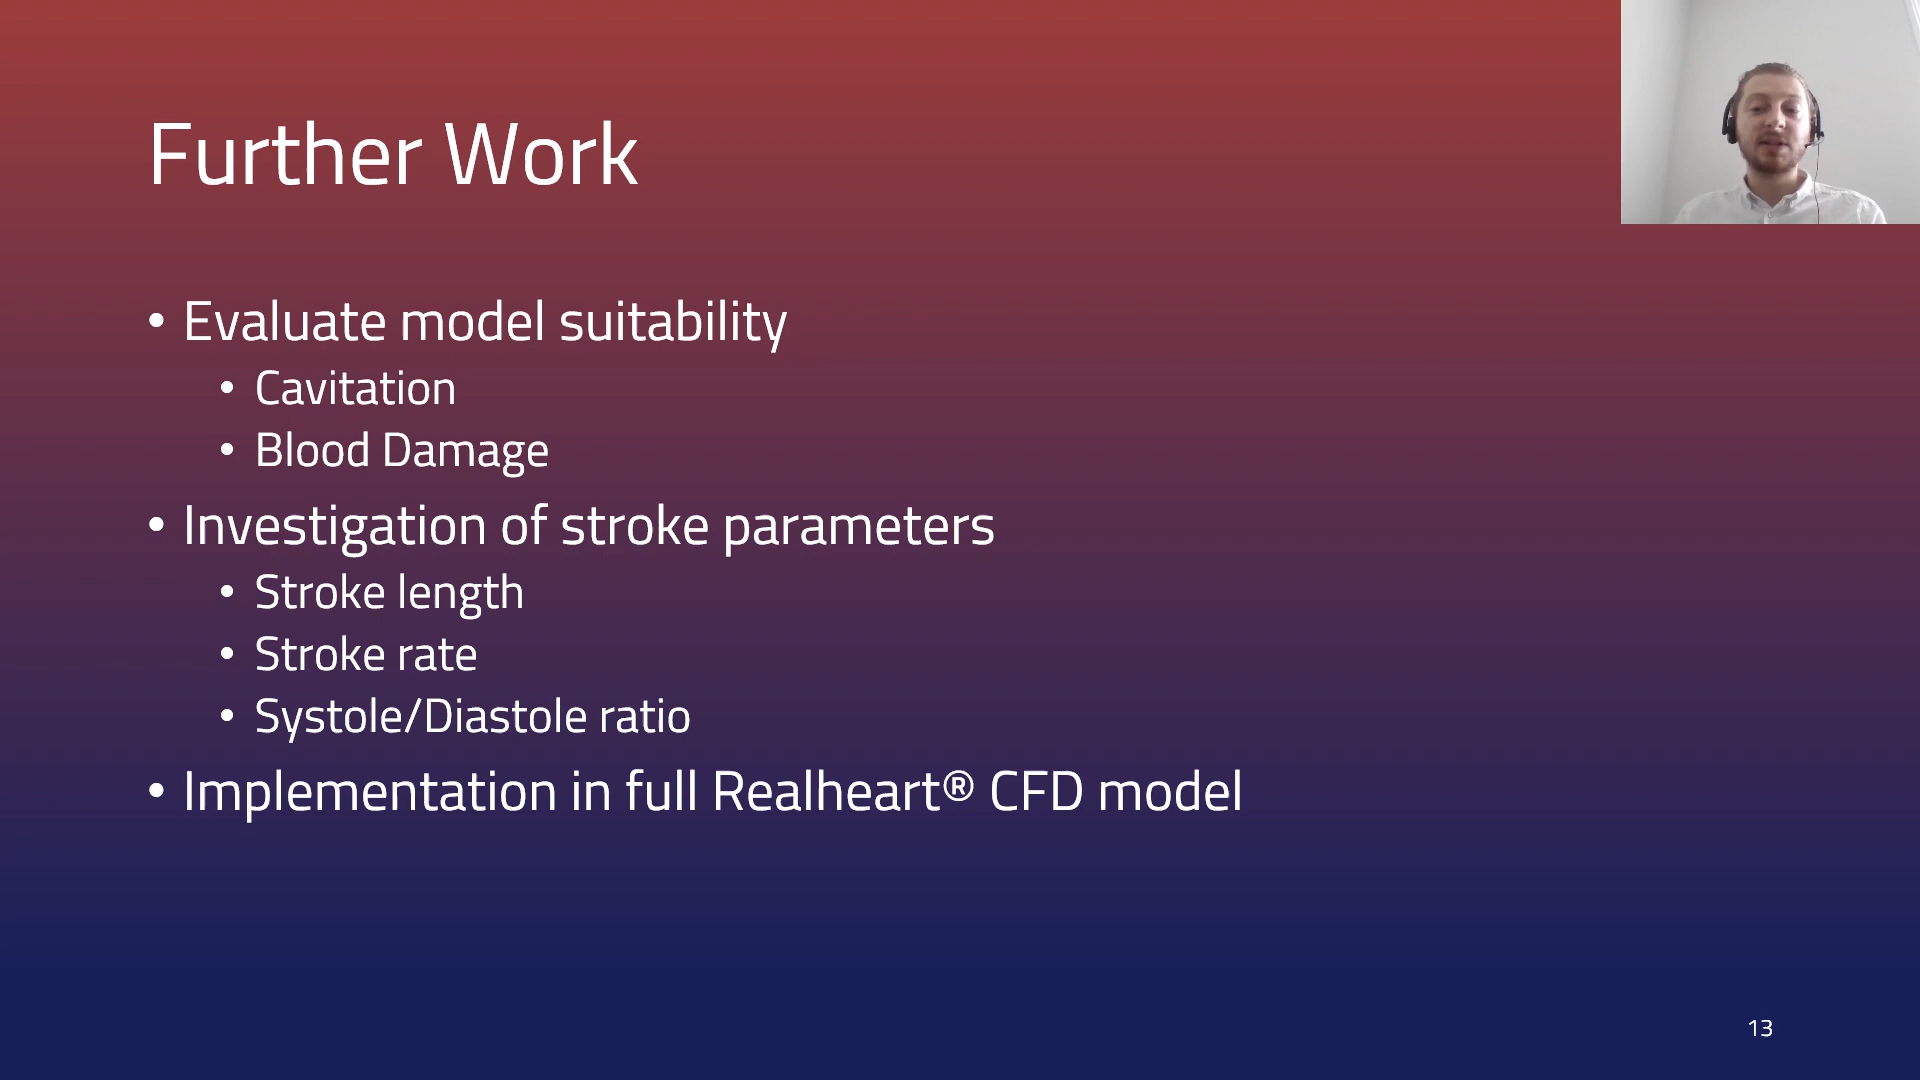 Further Work
• Evaluate model suitability
• Cavitation
• Blood Damage
• Investigation of stroke parameters
• Stroke length
• Stroke rate
• Systole/Diastole ratio
• Implementation in full Realheart® CFD model
13